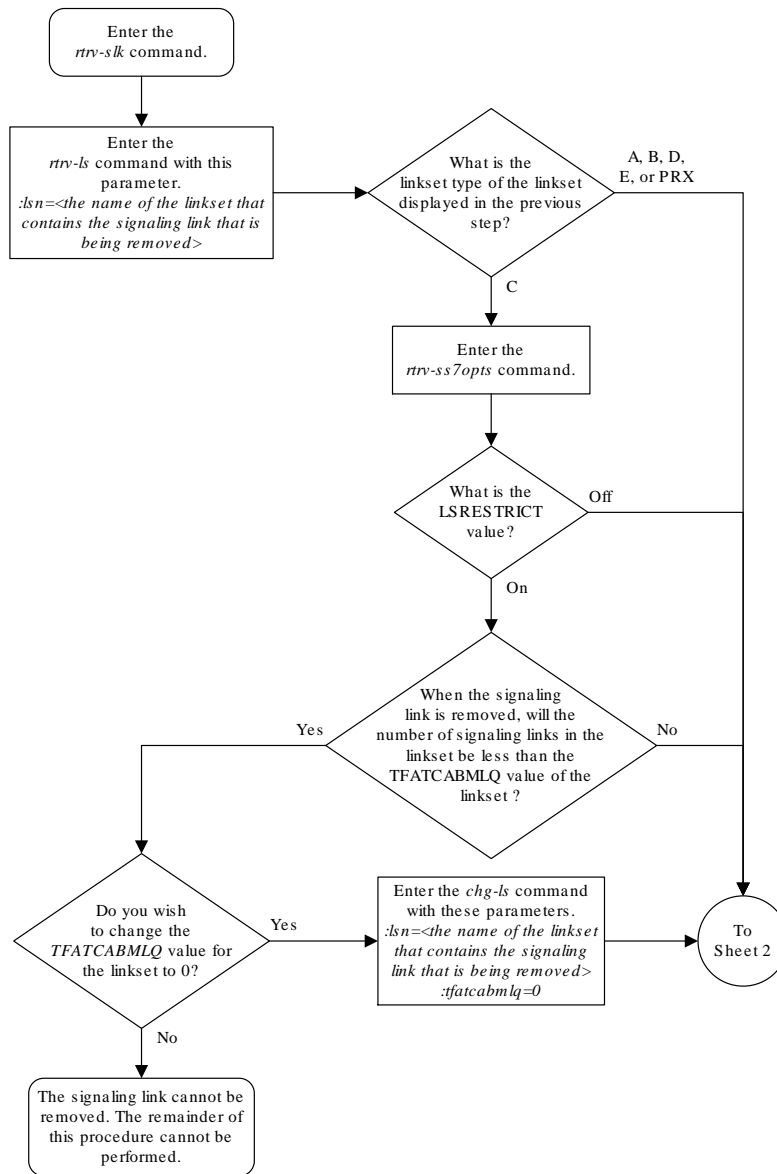 Enter the
rtrv-slk command.
Enter the
rtrv-ls command with this
parameter.
:lsn=<the name of the linkset that
contains the signaling link that is
being removed>
What is the
linkset type of the linkset
displayed in the previous
step?
A, B, D,
E, or PRX
C
Enter the
rtrv-ss7opts command.
What is the
LSRESTRICT
value?
Off
On
When the signaling
link is removed, will the
number of signaling links in the
linkset be less than the
TFATCABMLQ value of the
linkset ?
Yes
No
Do you wish
to change the
TFATCABMLQ value for
the linkset to 0?
Yes
No
Enter the chg-ls command
with these parameters.
:lsn=<the name of the linkset
that contains the signaling
link that is being removed>
:tfatcabmlq=0
To
Sheet 2
The signaling link cannot be
removed. The remainder of
this procedure cannot be
performed.